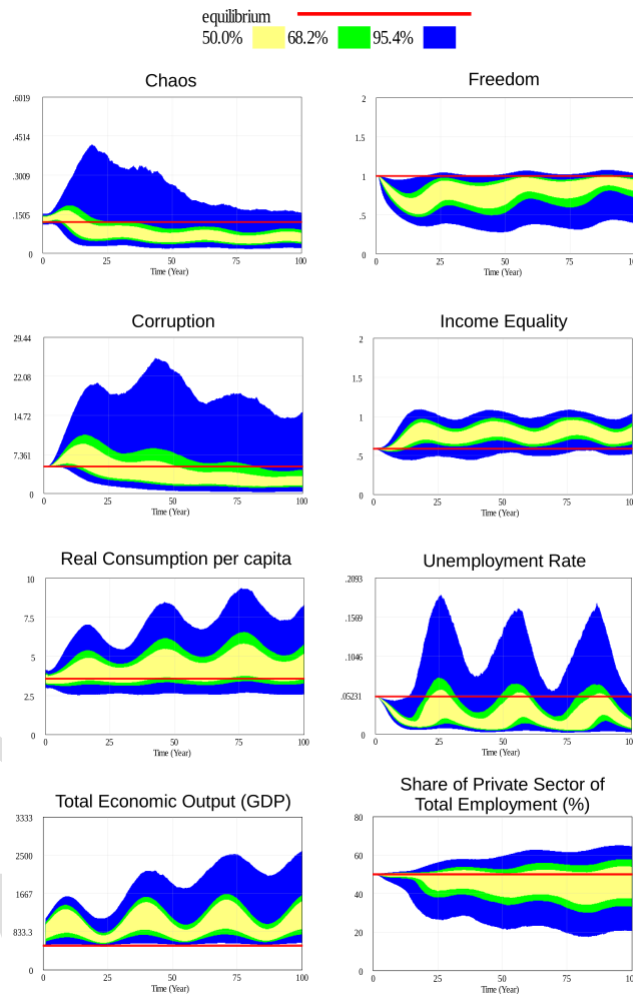 equilibrium
50.0% 68.2% 95.4%
Chaos
.6019
.4514
.3009
.1505
0
0 25 50 75 100
Time (Year)
Freedom
2
1.5
1
.5
0
0 25 50 75 100
Time (Year)
Corruption
29.44
22.08
14.72
7.361
0
0 25 50 75 100
Time (Year)
Income Equality
2
1.5
1
.5
0
0 25 50 75 100
Time (Year)
Real Consumption per capita
10
7.5
5
2.5
0
0 25 50 75 100
Time (Year)
Unemployment Rate
.2093
.1569
.1046
.05231
0
0 25 50 75 100
Time (Year)
Total Economic Output (GDP)
3333
2500
1667
833.3
0
0 25 50 75 100
Time (Year)
Share of Private Sector of
Total Employment (%)
80
60
40
20
0
0 25 50 75 100
Time (Year)